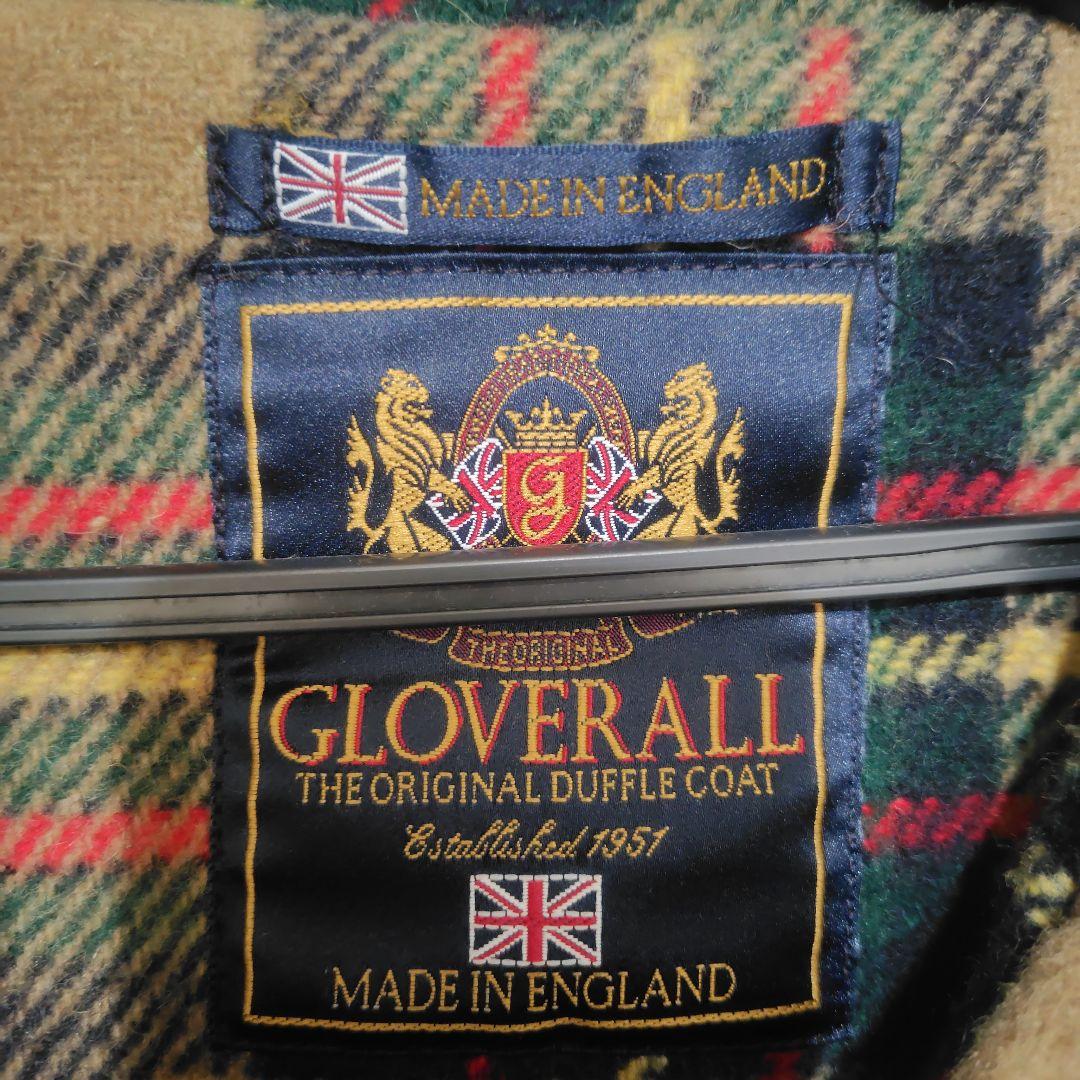 MADE IN ENGLAND
G
THE ORIGINAL
GLOVERALL
THE ORIGINAL DUFFLE COAT
Established 1951
MADE IN ENGLAND